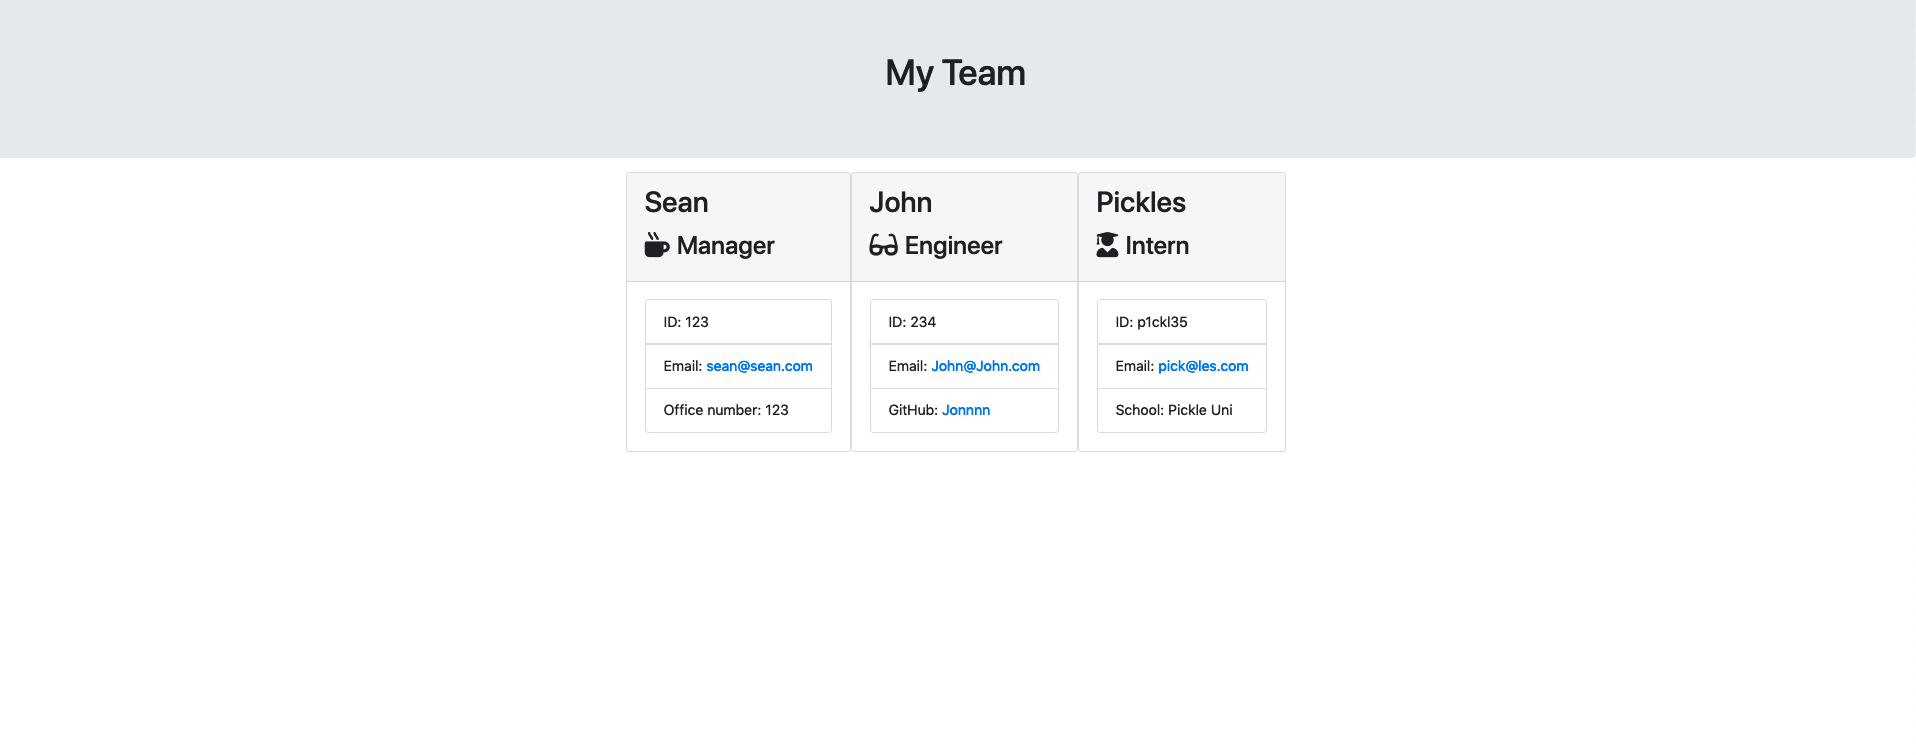 My Team
Sean
Manager
ID: 123
Email: sean@sean.com
Office number: 123
John
Engineer
ID: 234
Email: John@John.com
GitHub: Jonnnn
Pickles
Intern
ID: p1ckl35
Email: pick@les.com
School: Pickle Uni